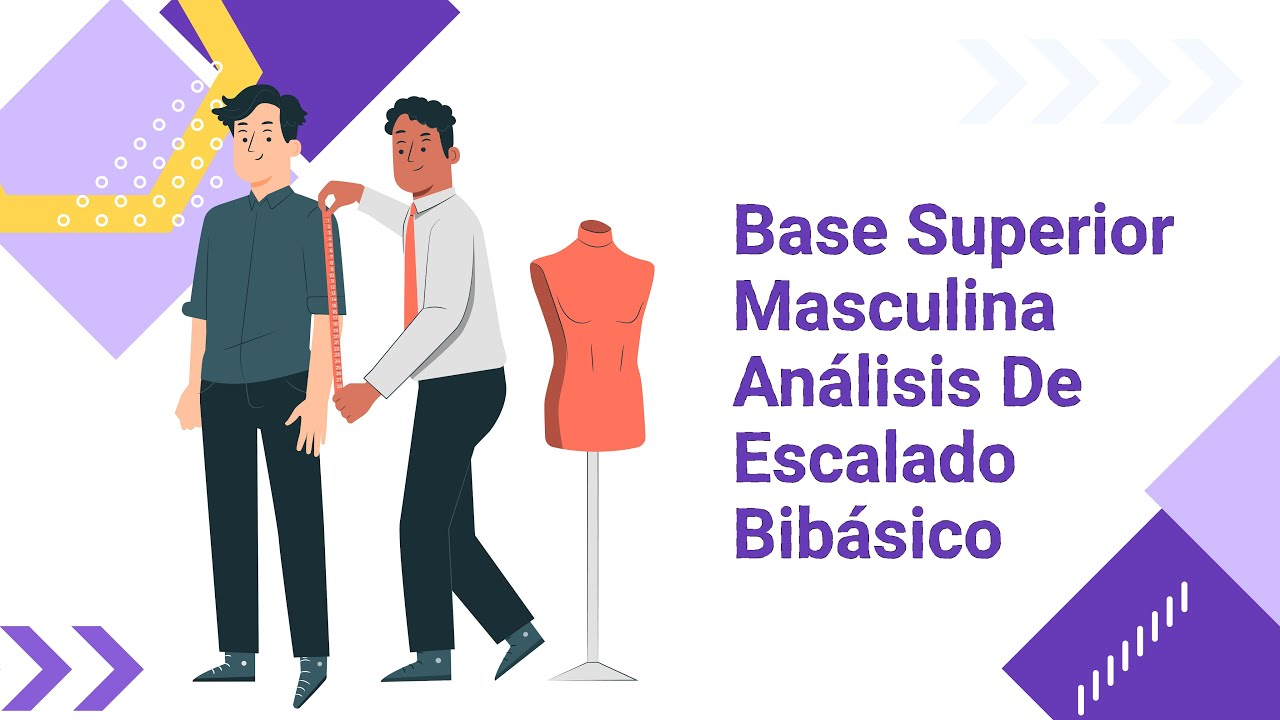 Base Superior
Masculina
Análisis De
Escalado
Bibásico